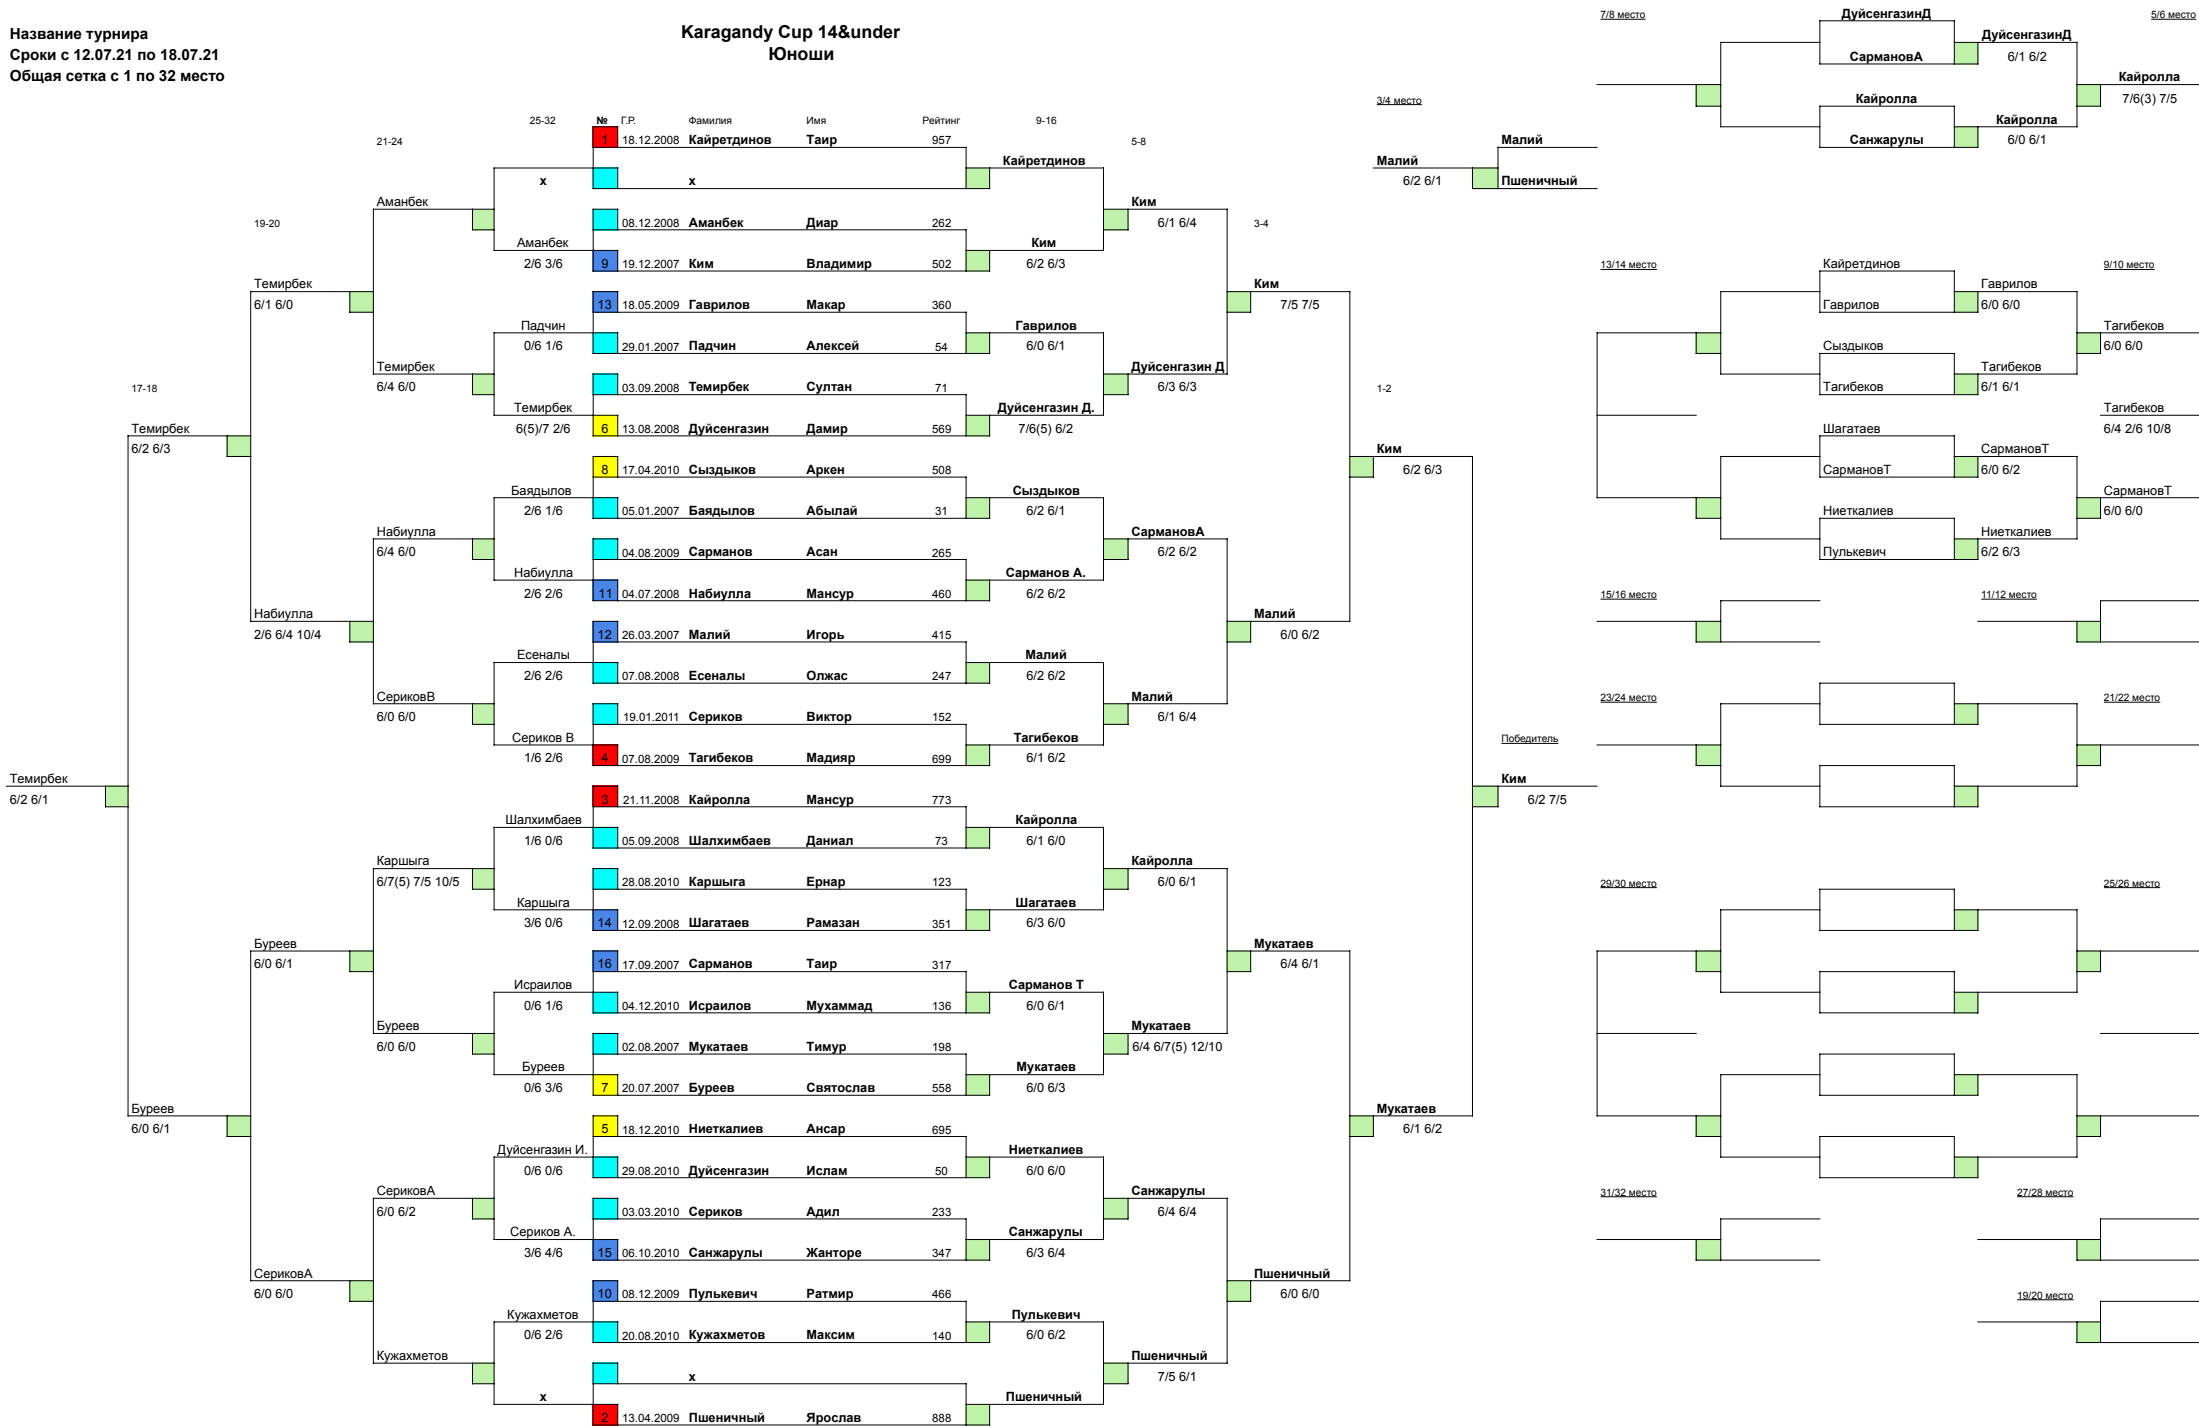 Название турнира
Сроки с 12.07.21 по 18.07.21
Общая сетка с 1 по 32 место
Karagandy Cup 14&under
Юноши
17-18
19-20
21-24
25-32
№ Г.Р. Фамилия Имя Рейтинг
9-16
5-8
3-4
1-2
1 18.12.2008 Кайретдинов Таир 957
x
08.12.2008 Аманбек Диар 262
9 19.12.2007 Ким Владимир 502
13 18.05.2009 Гаврилов Макар 360
29.01.2007 Падчин Алексей 54
03.09.2008 Темирбек Султан 71
6 13.08.2008 Дуйсенгазин Дамир 569
8 17.04.2010 Сыздыков Аркен 508
05.01.2007 Баядылов Абылай 31
04.08.2009 Сарманов Асан 265
11 04.07.2008 Набиулла Мансур 460
12 26.03.2007 Малий Игорь 415
07.08.2008 Есеналы Олжас 247
19.01.2011 Сериков Виктор 152
4 07.08.2009 Тагибеков Мадияр 699
3 21.11.2008 Кайролла Мансур 773
05.09.2008 Шалхимбаев Даниал 73
28.08.2010 Каршыга Ернар 123
14 12.09.2008 Шагатаев Рамазан 351
16 17.09.2007 Сарманов Таир 317
04.12.2010 Исраилов Мухаммад 136
02.08.2007 Мукатаев Тимур 198
7 20.07.2007 Буреев Святослав 558
5 18.12.2010 Ниеткалиев Ансар 695
29.08.2010 Дуйсенгазин Ислам 50
03.03.2010 Сериков Адил 233
15 06.10.2010 Санжарулы Жанторе 347
10 08.12.2009 Пулькевич Ратмир 466
20.08.2010 Кужахметов Максим 140
x
2 13.04.2009 Пшеничный Ярослав 888
x
Аманбек
2/6 3/6
Падчин
0/6 1/6
Темирбек
6(5)/7 2/6
Баядылов
2/6 1/6
Набиулла
2/6 2/6
Есеналы
2/6 2/6
Сериков В
1/6 2/6
Шалхимбаев
1/6 0/6
Каршыга
3/6 0/6
Исраилов
0/6 1/6
Буреев
0/6 3/6
Дуйсенгазин И.
0/6 0/6
Сериков А.
3/6 4/6
Кужахметов
0/6 2/6
x
Аманбек
Темирбек
6/4 6/0
Набиулла
6/4 6/0
СериковВ
6/0 6/0
Каршыга
6/7(5) 7/5 10/5
Буреев
6/0 6/0
СериковА
6/0 6/2
Кужахметов
Темирбек
6/1 6/0
Набиулла
2/6 6/4 10/4
Буреев
6/0 6/1
СериковА
6/0 6/0
Темирбек
6/2 6/3
Буреев
6/0 6/1
Темирбек
6/2 6/1
Кайретдинов
Ким
6/2 6/3
Гаврилов
6/0 6/1
Дуйсенгазин Д.
7/6(5) 6/2
Сыздыков
6/2 6/1
Сарманов А.
6/2 6/2
Малий
6/2 6/2
Тагибеков
6/1 6/2
Кайролла
6/1 6/0
Шагатаев
6/3 6/0
Сарманов Т
6/0 6/1
Мукатаев
6/0 6/3
Ниеткалиев
6/0 6/0
Санжарулы
6/3 6/4
Пулькевич
6/0 6/2
Пшеничный
Ким
6/1 6/4
Дуйсенгазин Д
6/3 6/3
СармановА
6/2 6/2
Малий
6/1 6/4
Кайролла
6/0 6/1
Мукатаев
6/4 6/7(5) 12/10
Санжарулы
6/4 6/4
Пшеничный
7/5 6/1
Ким
7/5 7/5
Малий
6/0 6/2
Мукатаев
6/4 6/1
Пшеничный
6/0 6/0
Ким
6/2 6/3
Мукатаев
6/1 6/2
Победитель
Ким
6/2 7/5
3/4 место
Малий
6/2 6/1
Малий
Пшеничный
7/8 место
5/6 место
ДуйсенгазинД
СармановА
Кайролла
Санжарулы
ДуйсенгазинД
6/1 6/2
Кайролла
6/0 6/1
Кайролла
7/6(3) 7/5
13/14 место
9/10 место
Кайретдинов
Гаврилов
Сыздыков
Тагибеков
Шагатаев
СармановТ
Ниеткалиев
Пулькевич
Гаврилов
6/0 6/0
Тагибеков
6/1 6/1
СармановТ
6/0 6/2
Ниеткалиев
6/2 6/3
Тагибеков
6/0 6/0
Тагибеков
6/4 2/6 10/8
СармановТ
6/0 6/0
15/16 место
11/12 место
23/24 место
21/22 место
29/30 место
25/26 место
31/32 место
27/28 место
19/20 место